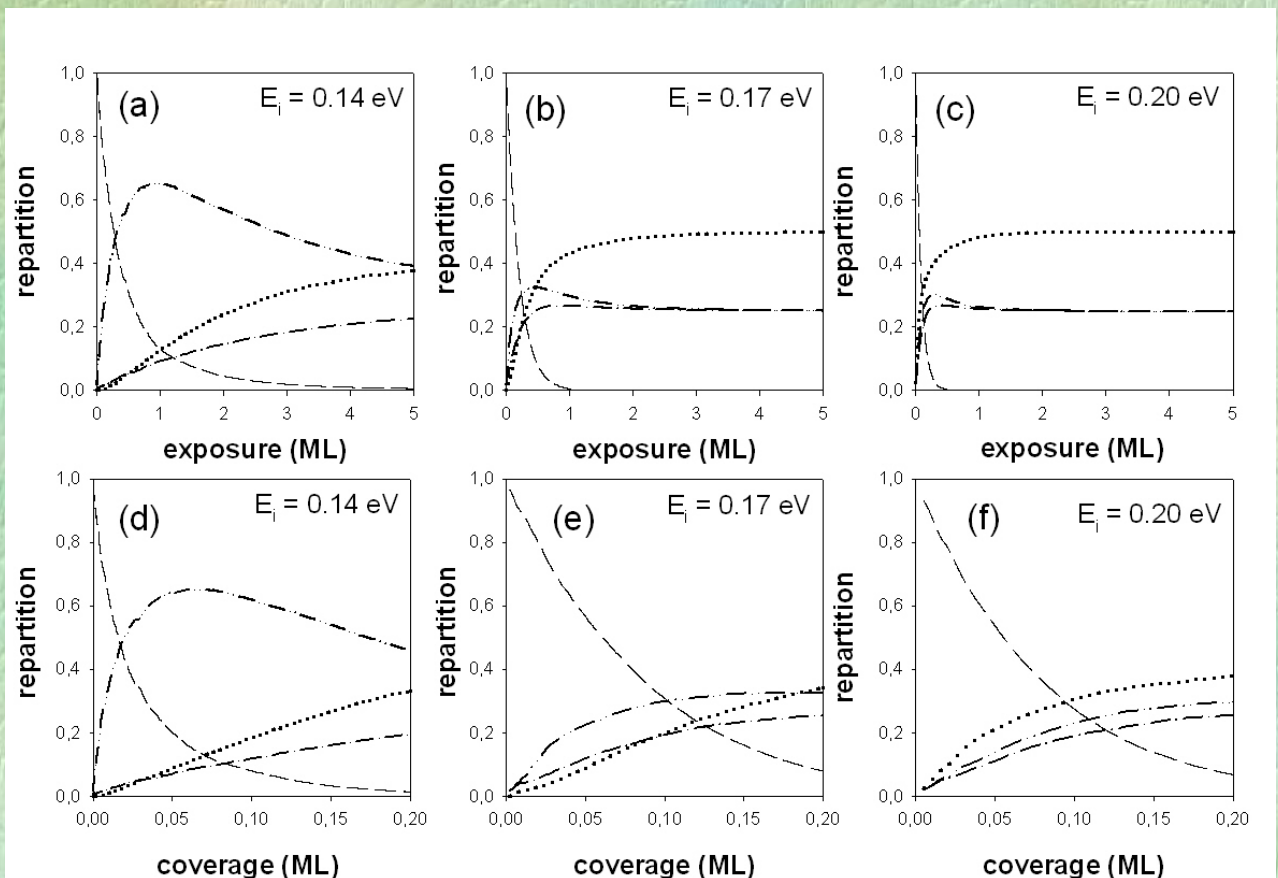 (a) E_i = 0.14 eV
1,0
0,8
0,6
0,4
0,2
0,0
repartition
0 1 2 3 4 5
exposure (ML)
(b) E_i = 0.17 eV
1,0
0,8
0,6
0,4
0,2
0,0
repartition
0 1 2 3 4 5
exposure (ML)
(c) E_i = 0.20 eV
1,0
0,8
0,6
0,4
0,2
0,0
repartition
0 1 2 3 4 5
exposure (ML)
(d) E_i = 0.14 eV
1,0
0,8
0,6
0,4
0,2
0,0
repartition
0,00 0,05 0,10 0,15 0,20
coverage (ML)
(e) E_i = 0.17 eV
1,0
0,8
0,6
0,4
0,2
0,0
repartition
0,00 0,05 0,10 0,15 0,20
coverage (ML)
(f) E_i = 0.20 eV
1,0
0,8
0,6
0,4
0,2
0,0
repartition
0,00 0,05 0,10 0,15 0,20
coverage (ML)